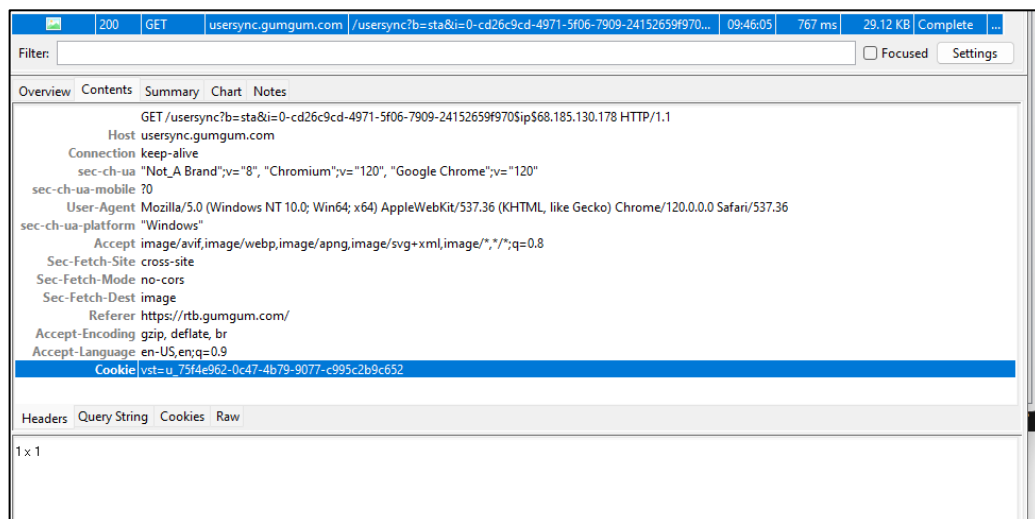 200 GET usersync.gumgum.com /usersync?b=sta&i=0-cd26c9cd-4971-5f06-7909-24152659f970... 09:46:05 767 ms 29.12 KB Complete ...
Filter: Focused Settings
Overview Contents Summary Chart Notes
GET /usersync?b=sta&i=0-cd26c9cd-4971-5f06-7909-24152659f970$ip$68.185.130.178 HTTP/1.1
Host usersync.gumgum.com
Connection keep-alive
sec-ch-ua "Not_A Brand";v="8", "Chromium";v="120", "Google Chrome";v="120"
sec-ch-ua-mobile ?0
User-Agent Mozilla/5.0 (Windows NT 10.0; Win64; x64) AppleWebKit/537.36 (KHTML, like Gecko) Chrome/120.0.0.0 Safari/537.36
sec-ch-ua-platform "Windows"
Accept image/avif,image/webp,image/apng,image/svg+xml,image/*,*/*;q=0.8
Sec-Fetch-Site cross-site
Sec-Fetch-Mode no-cors
Sec-Fetch-Dest image
Referer https://rtb.gumgum.com/
Accept-Encoding gzip, deflate, br
Accept-Language en-US,en;q=0.9
Cookie vst=u_75f4e962-0c47-4b79-9077-c995c2b9c652
Headers Query String Cookies Raw
1 x 1